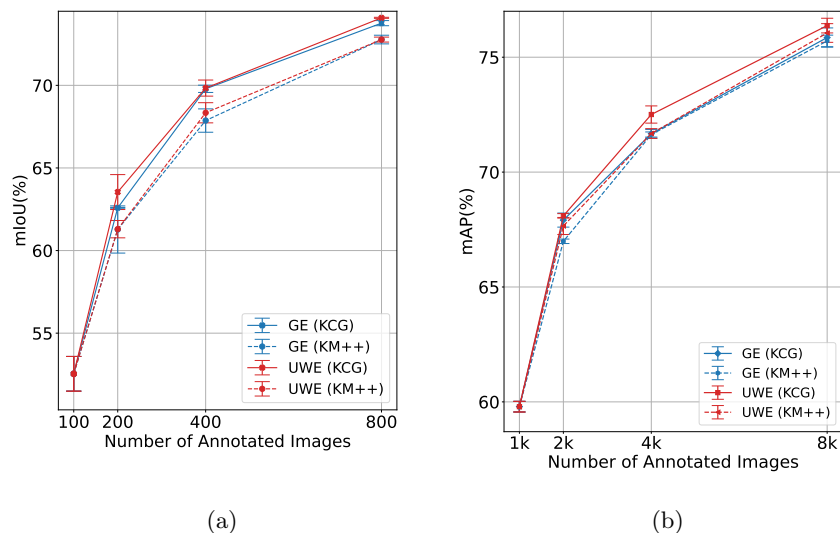 70
65
60
55
mIoU(%)
100 200 400 800
Number of Annotated Images
GE (KCG)
GE (KM++)
UWE (KCG)
UWE (KM++)
(a)
75
70
65
60
mAP(%)
1k 2k 4k 8k
Number of Annotated Images
GE (KCG)
GE (KM++)
UWE (KCG)
UWE (KM++)
(b)